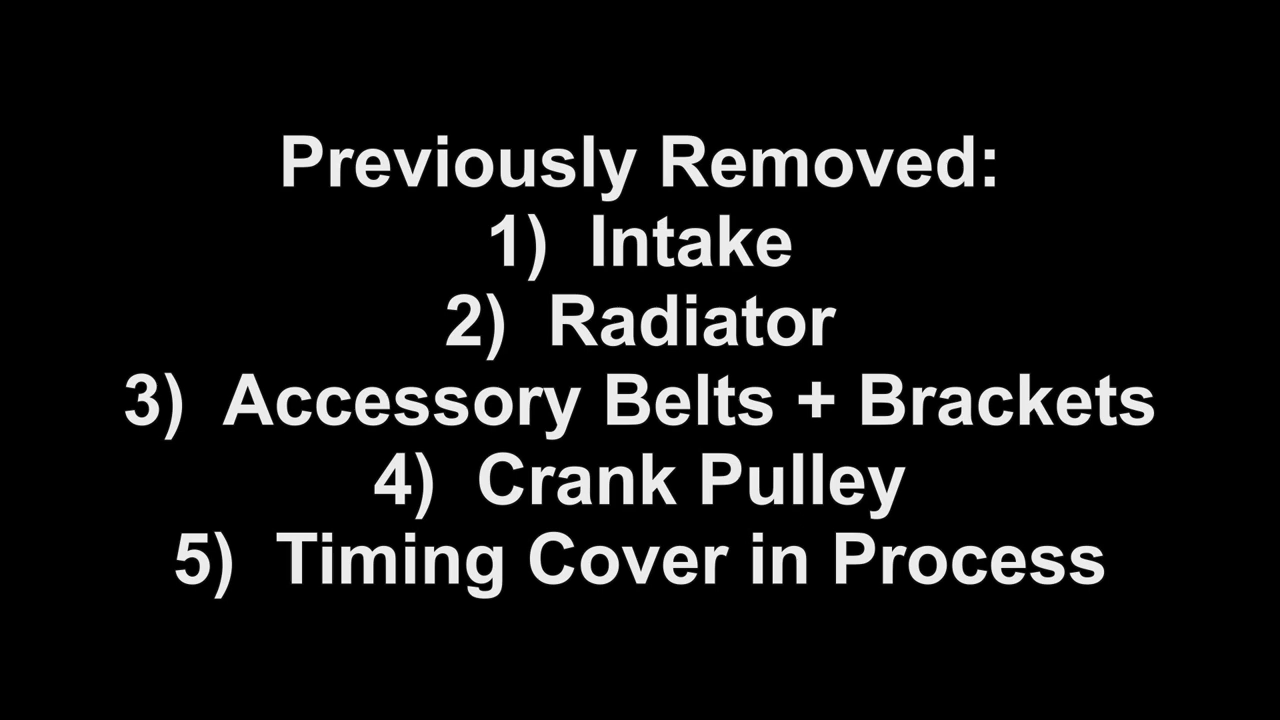 Previously Removed:
1) Intake
2) Radiator
3) Accessory Belts + Brackets
4) Crank Pulley
5) Timing Cover in Process